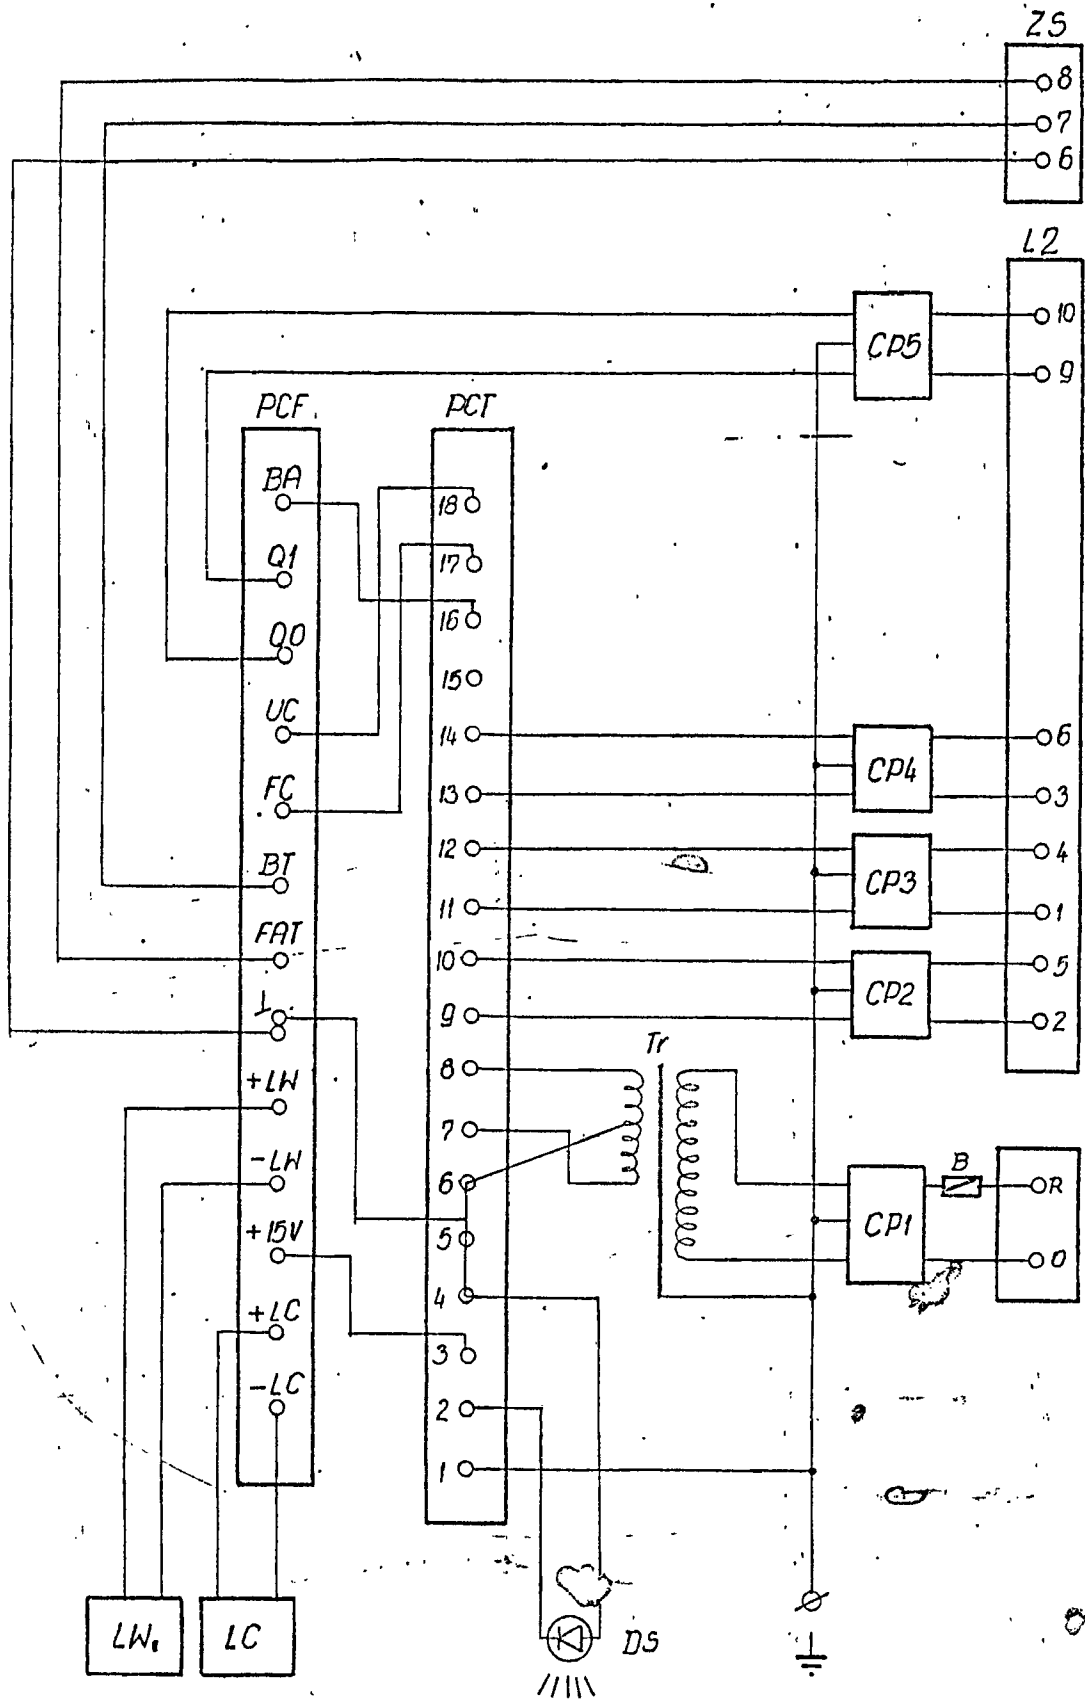 ZS
8
7
6
L2
10
CP5
9
PCF
PCT
BA
18
Q1
17
16
Q0
15
UC
14
6
CP4
FC
13
3
12
4
BT
CP3
11
1
FAT
10
5
CP2
⊥
9
2
Tr
8
+LW
7
-LW
6
B
R
CP1
+15V
5
0
4
+LC
3
-LC
2
1
LW
LC
DS